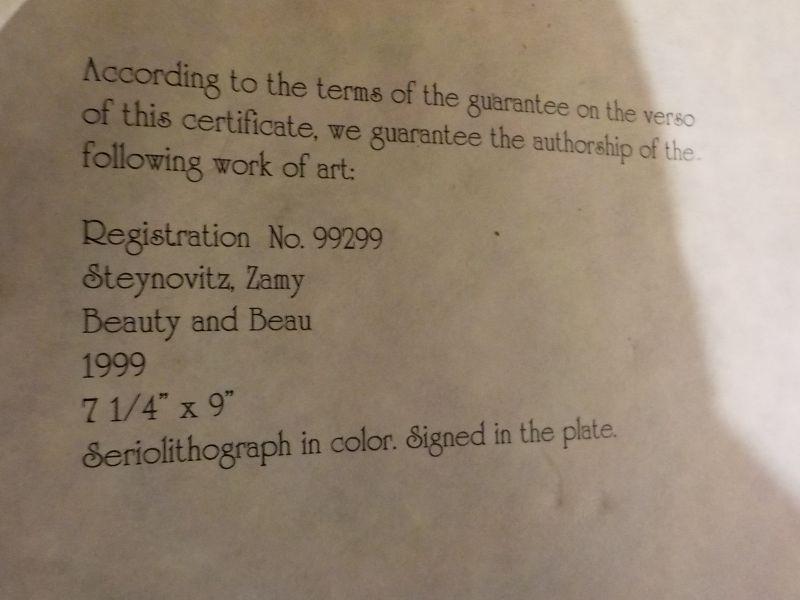 According to the terms of the guarantee on the verso
of this certificate, we guarantee the authorship of the
following work of art:
Registration No. 99299
Steynovitz, Zamy
Beauty and Beau
1999
7 1/4" x 9"
Seriolithograph in color. Signed in the plate.